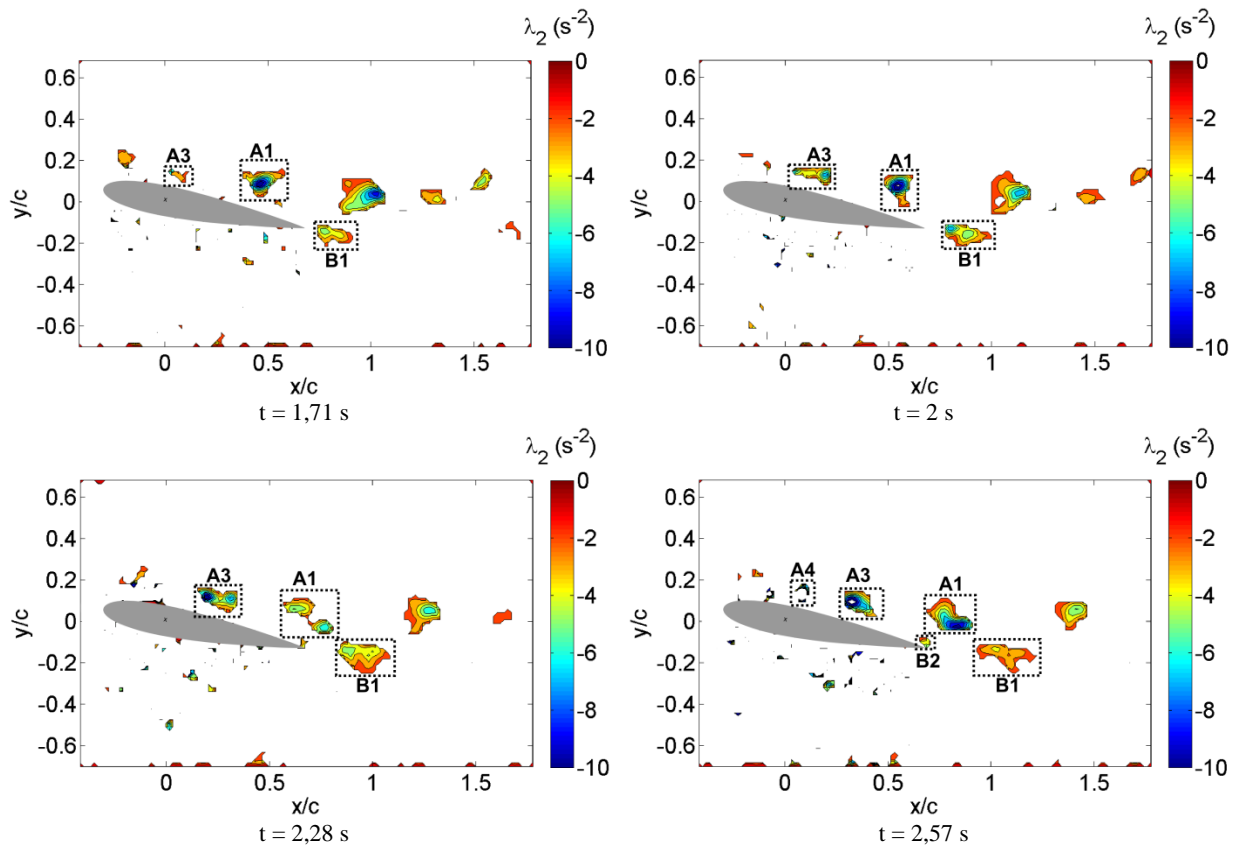 λ2 (s-2)
0.6
0.4
0.2
0
-0.2
-0.4
-0.6
y/c
A3
A1
B1
0
0.5
1
1.5
x/c
0
-2
-4
-6
-8
-10
t = 1,71 s
λ2 (s-2)
0.6
0.4
0.2
0
-0.2
-0.4
-0.6
y/c
A3
A1
B1
0
0.5
1
1.5
x/c
0
-2
-4
-6
-8
-10
t = 2 s
λ2 (s-2)
0.6
0.4
0.2
0
-0.2
-0.4
-0.6
y/c
A3
A1
B1
0
0.5
1
1.5
x/c
0
-2
-4
-6
-8
-10
t = 2,28 s
λ2 (s-2)
0.6
0.4
0.2
0
-0.2
-0.4
-0.6
y/c
A4
A3
A1
B2
B1
0
0.5
1
1.5
x/c
0
-2
-4
-6
-8
-10
t = 2,57 s